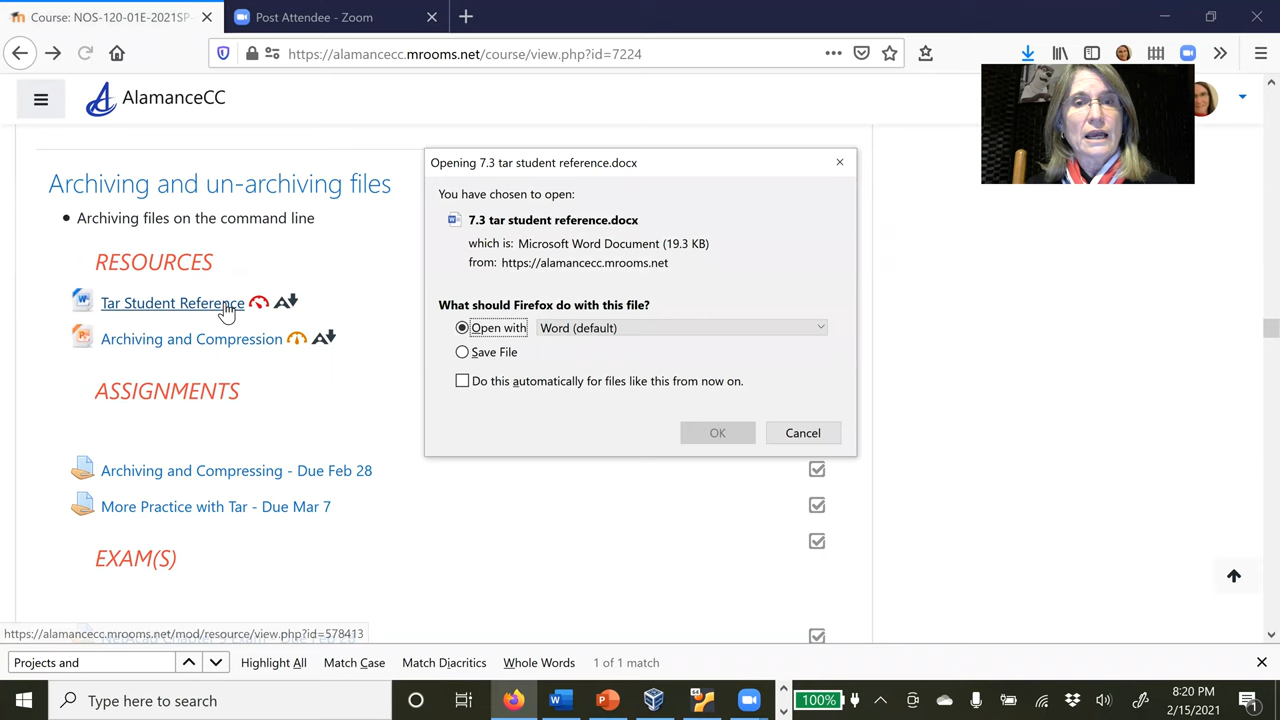 Course: NOS-120-01E-2021SP-
Post Attendee - Zoom
https://alamancecc.mrooms.net/course/view.php?id=7224
AlamanceCC
Archiving and un-archiving files
Archiving files on the command line
RESOURCES
Tar Student Reference
Archiving and Compression
ASSIGNMENTS
Archiving and Compressing - Due Feb 28
More Practice with Tar - Due Mar 7
EXAM(S)
Opening 7.3 tar student reference.docx
You have chosen to open:
7.3 tar student reference.docx
which is: Microsoft Word Document (19.3 KB)
from: https://alamancecc.mrooms.net
What should Firefox do with this file?
Open with
Word (default)
Save File
Do this automatically for files like this from now on.
OK
Cancel
https://alamancecc.mrooms.net/mod/resource/view.php?id=578413
Projects and
Highlight All
Match Case
Match Diacritics
Whole Words
1 of 1 match
Type here to search
100%
8:20 PM
2/15/2021
1